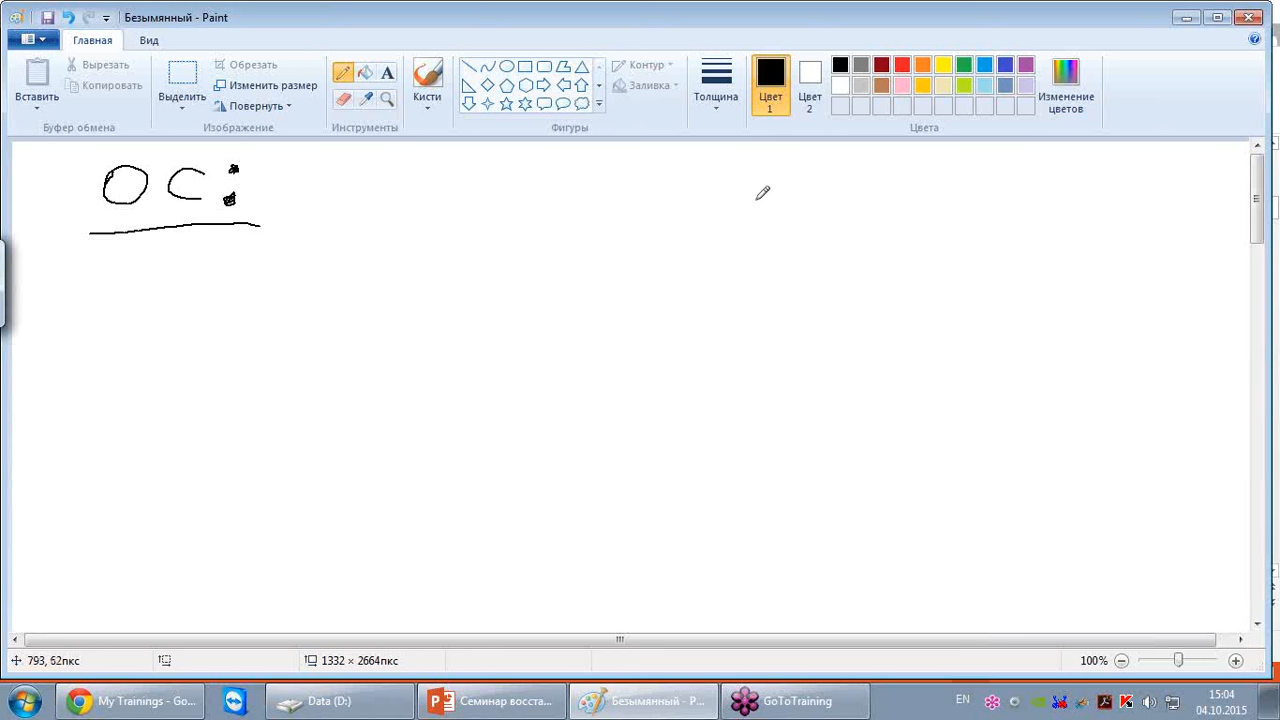 Безымянный - Paint
Главная
Вид
Вставить
Вырезать
Копировать
Буфер обмена
Выделить
Обрезать
Изменить размер
Повернуть
Изображение
A
Инструменты
Кисти
Контур
Заливка
Фигуры
Толщина
Цвет 1
Цвет 2
Изменение цветов
Цвета
ОС:
793, 62пкс
1332 × 2664пкс
100%
My Trainings - Go...
Data (D:)
Семинар восста...
Безымянный - P...
GoToTraining
EN
15:04
04.10.2015